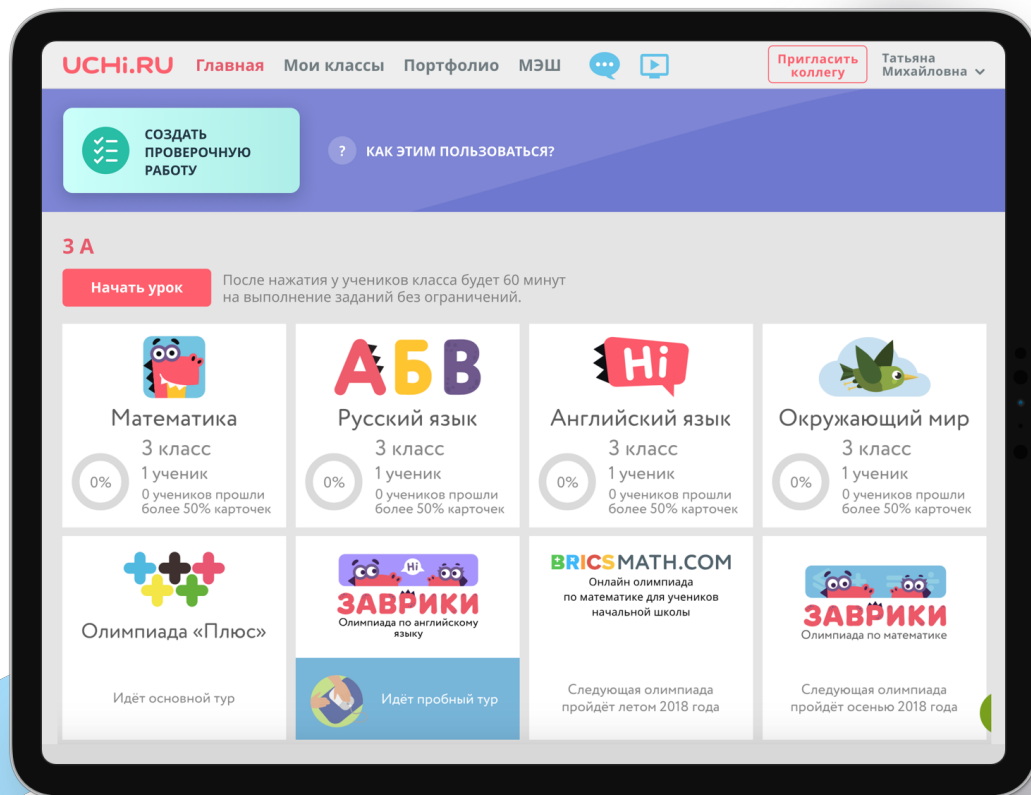 UCHi.RU Главная Мои классы Портфолио МЭШ
Пригласить
коллегу
Татьяна
Михайловна
СОЗДАТЬ
ПРОВЕРОЧНУЮ
РАБОТУ
? КАК ЭТИМ ПОЛЬЗОВАТЬСЯ?
3 А
Начать урок
После нажатия у учеников класса будет 60 минут
на выполнение заданий без ограничений.
Математика
3 класс
0%
1 ученик
0 учеников прошли
более 50% карточек
АБВ
Русский язык
3 класс
0%
1 ученик
0 учеников прошли
более 50% карточек
Hi
Английский язык
3 класс
0%
1 ученик
0 учеников прошли
более 50% карточек
Окружающий мир
3 класс
0%
1 ученик
0 учеников прошли
более 50% карточек
Олимпиада «Плюс»
Идёт основной тур
Hi
ЗАВРИКИ
Олимпиада по английскому
языку
Идёт пробный тур
BRICSMATH.COM
Онлайн олимпиада
по математике для учеников
начальной школы
Следующая олимпиада
пройдёт летом 2018 года
ЗАВРИКИ
Олимпиада по математике
Следующая олимпиада
пройдёт осенью 2018 года